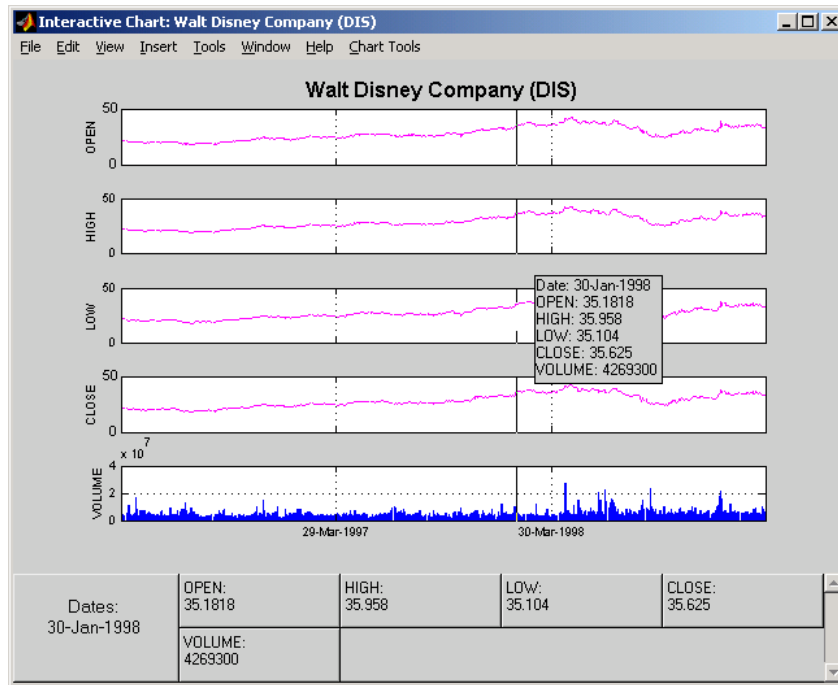 Interactive Chart: Walt Disney Company (DIS)
File Edit View Insert Tools Window Help Chart Tools
Walt Disney Company (DIS)
50
OPEN
0
50
HIGH
0
50
LOW
0
Date: 30-Jan-1998
OPEN: 35.1818
HIGH: 35.958
LOW: 35.104
CLOSE: 35.625
VOLUME: 4269300
50
CLOSE
0
x 10^7
4
VOLUME
2
0
29-Mar-1997 30-Mar-1998
Dates:
30-Jan-1998
OPEN:
35.1818
HIGH:
35.958
LOW:
35.104
CLOSE:
35.625
VOLUME:
4269300